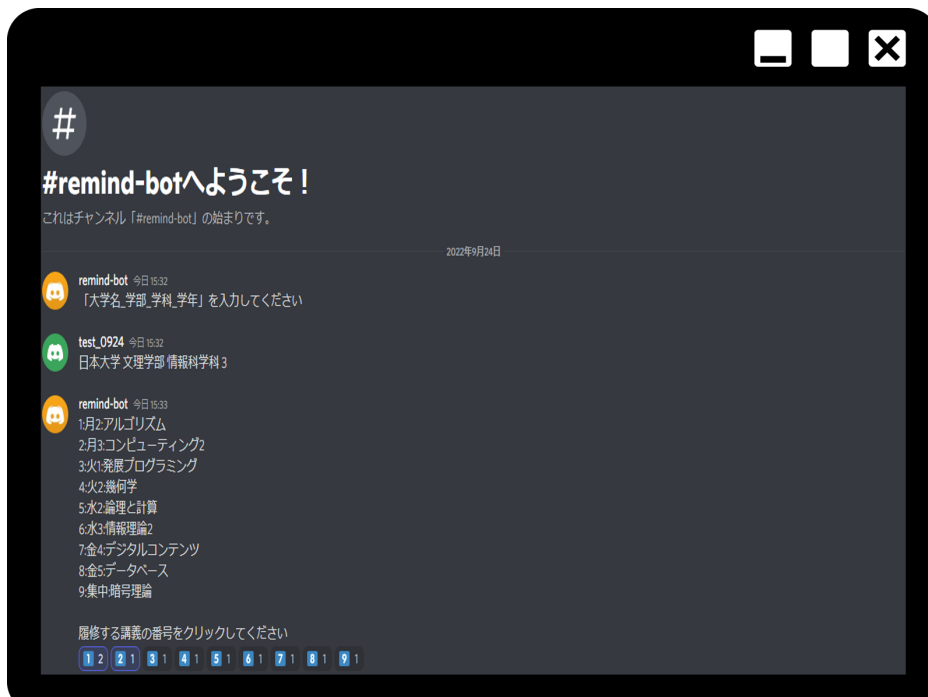 #
#remind-botへようこそ！
これはチャンネル「#remind-bot」の始まりです。
2022年9月24日
remind-bot 今日 15:32
「大学名_学部_学科_学年」を入力してください
test_0924 今日 15:32
日本大学 文理学部 情報科学科 3
remind-bot 今日 15:33
1:月2:アルゴリズム
2:月3:コンピューティング2
3:火1:発展プログラミング
4:火2:幾何学
5:水2:論理と計算
6:水3:情報理論2
7:金4:デジタルコンテンツ
8:金5:データベース
9:集中:暗号理論
履修する講義の番号をクリックしてください
1 2 2 1 3 1 4 1 5 1 6 1 7 1 8 1 9 1